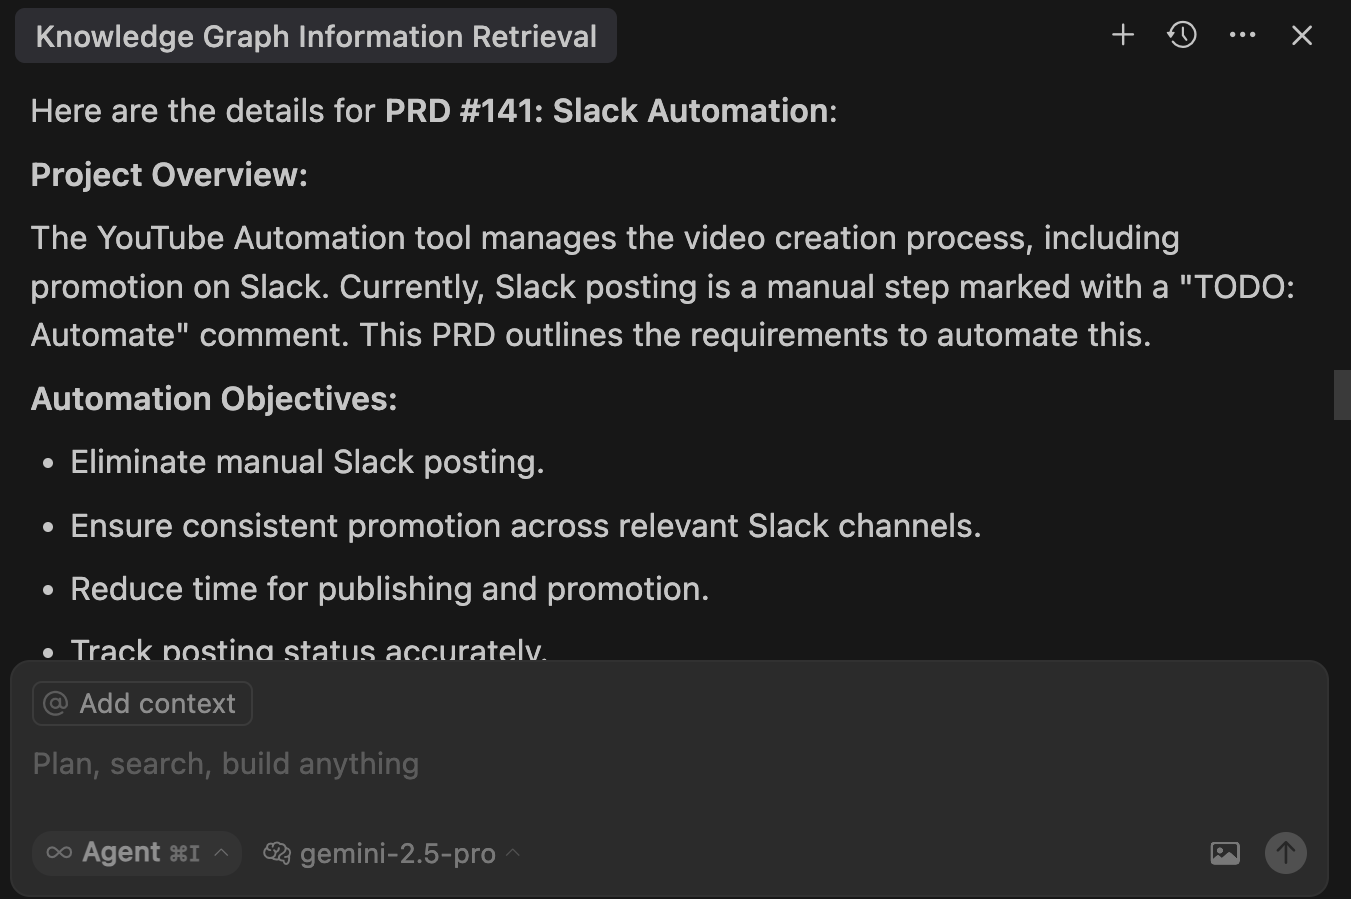 Knowledge Graph Information Retrieval
Here are the details for PRD #141: Slack Automation:
Project Overview:
The YouTube Automation tool manages the video creation process, including
promotion on Slack. Currently, Slack posting is a manual step marked with a "TODO:
Automate" comment. This PRD outlines the requirements to automate this.
Automation Objectives:
• Eliminate manual Slack posting.
• Ensure consistent promotion across relevant Slack channels.
• Reduce time for publishing and promotion.
• Track posting status accurately.
@ Add context
Plan, search, build anything
∞ Agent ⌘I gemini-2.5-pro